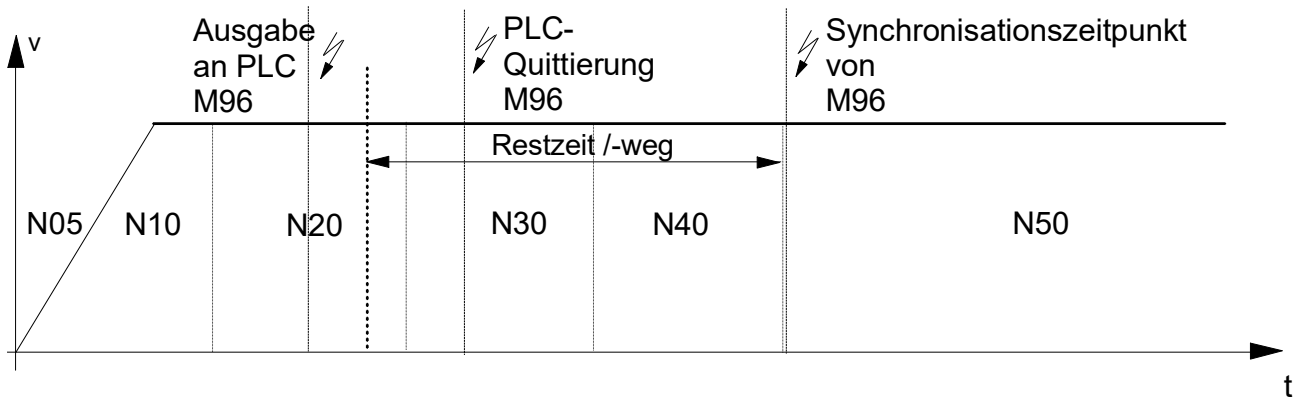 v
Ausgabe
an PLC
M96
PLC-
Quittierung
M96
Synchronisationszeitpunkt
von
M96
Restzeit /-weg
N05 N10 N20 N30 N40 N50
t